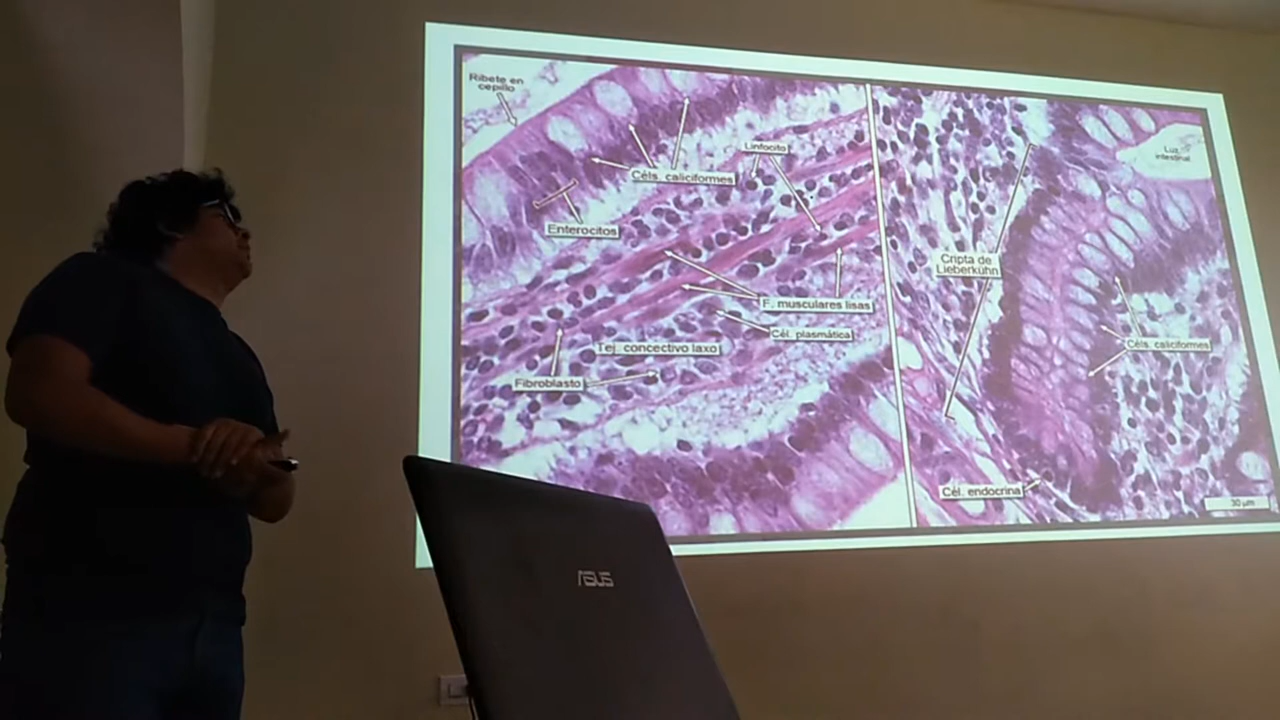 Ribete en
cepillo
Linfocito
Céls. caliciformes
Enterocitos
F. musculares lisas
Cél. plasmática
Tej. concectivo laxo
Fibroblasto
Luz
intestinal
Cripta de
Lieberkühn
Céls. caliciformes
Cél. endocrina
30 µm
ASUS